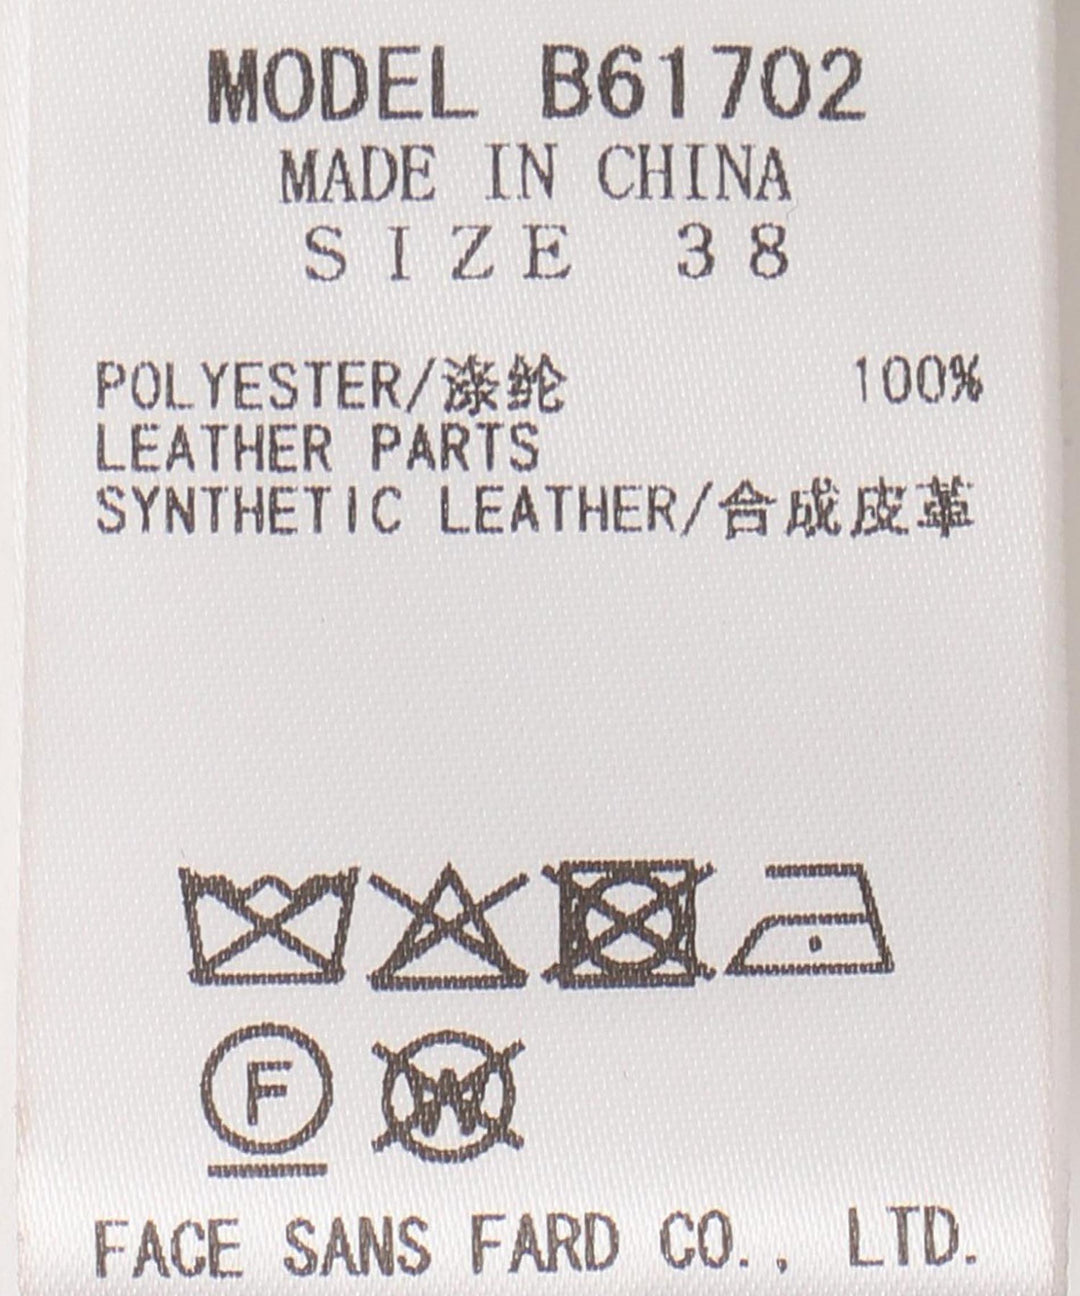 MODEL B61702
MADE IN CHINA
SIZE 38
POLYESTER/涤纶 100%
LEATHER PARTS
SYNTHETIC LEATHER/合成皮革
F W
FACE SANS FARD CO., LTD.